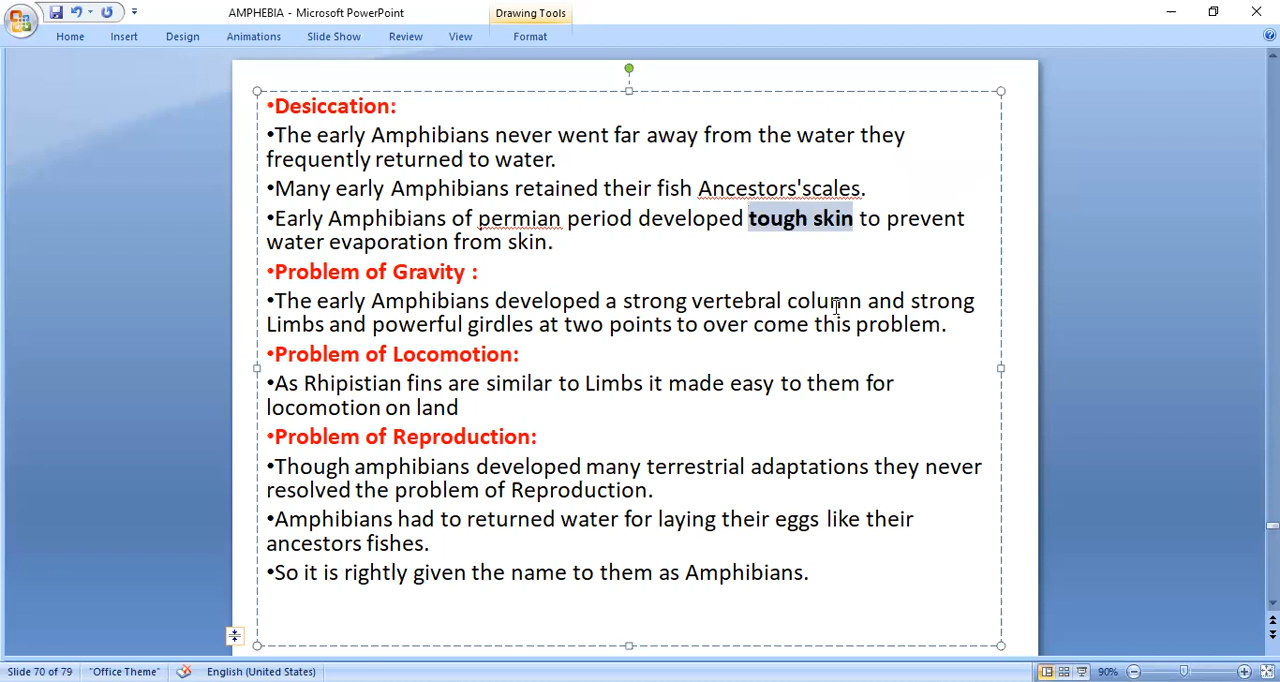 AMPHEBIA - Microsoft PowerPoint
Drawing Tools
Home Insert Design Animations Slide Show Review View Format
•Desiccation:
•The early Amphibians never went far away from the water they
frequently returned to water.
•Many early Amphibians retained their fish Ancestors'scales.
•Early Amphibians of permian period developed tough skin to prevent
water evaporation from skin.
•Problem of Gravity :
•The early Amphibians developed a strong vertebral column and strong
Limbs and powerful girdles at two points to over come this problem.
•Problem of Locomotion:
•As Rhipistian fins are similar to Limbs it made easy to them for
locomotion on land
•Problem of Reproduction:
•Though amphibians developed many terrestrial adaptations they never
resolved the problem of Reproduction.
•Amphibians had to returned water for laying their eggs like their
ancestors fishes.
•So it is rightly given the name to them as Amphibians.
Slide 70 of 79 "Office Theme" English (United States) 90%